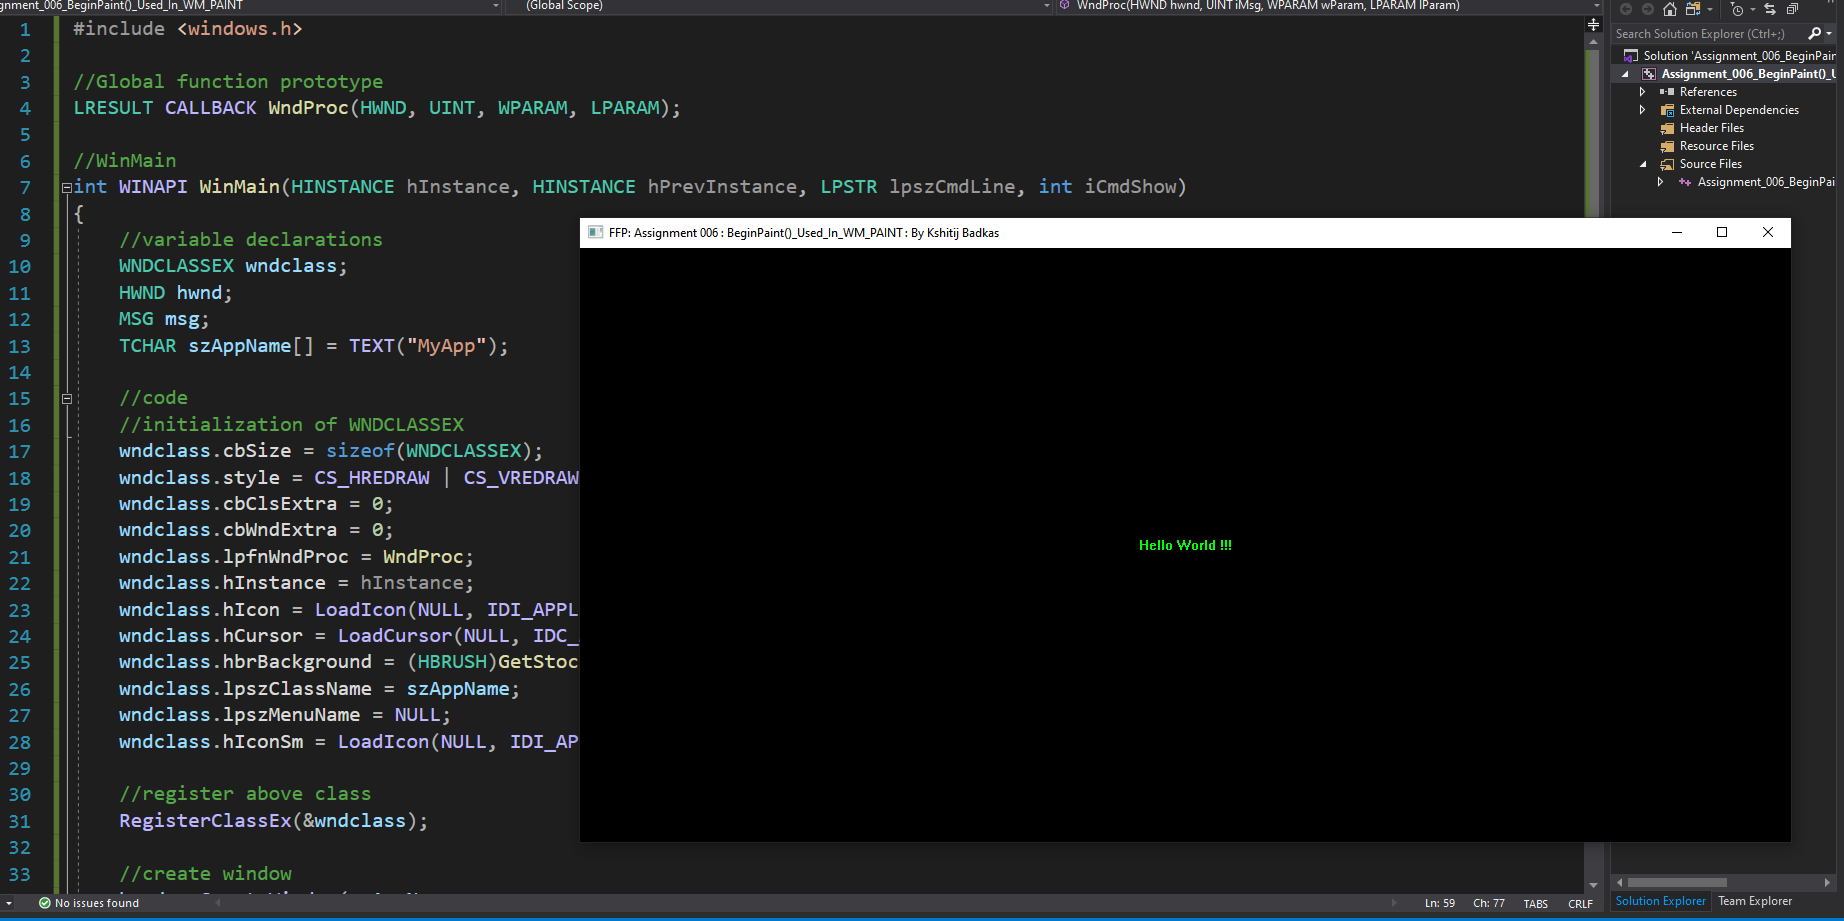 nment_006_BeginPaint()_Used_In_WM_PAINT
(Global Scope)
WndProc(HWND hwnd, UINT iMsg, WPARAM wParam, LPARAM lParam)
1 #include <windows.h>
2
3 //Global function prototype
4 LRESULT CALLBACK WndProc(HWND, UINT, WPARAM, LPARAM);
5
6 //WinMain
7 int WINAPI WinMain(HINSTANCE hInstance, HINSTANCE hPrevInstance, LPSTR lpszCmdLine, int iCmdShow)
8 {
9 //variable declarations
10 WNDCLASSEX wndclass;
11 HWND hwnd;
12 MSG msg;
13 TCHAR szAppName[] = TEXT("MyApp");
14
15 //code
16 //initialization of WNDCLASSEX
17 wndclass.cbSize = sizeof(WNDCLASSEX);
18 wndclass.style = CS_HREDRAW | CS_VREDRAW
19 wndclass.cbClsExtra = 0;
20 wndclass.cbWndExtra = 0;
21 wndclass.lpfnWndProc = WndProc;
22 wndclass.hInstance = hInstance;
23 wndclass.hIcon = LoadIcon(NULL, IDI_APPL
24 wndclass.hCursor = LoadCursor(NULL, IDC_
25 wndclass.hbrBackground = (HBRUSH)GetStoc
26 wndclass.lpszClassName = szAppName;
27 wndclass.lpszMenuName = NULL;
28 wndclass.hIconSm = LoadIcon(NULL, IDI_AP
29
30 //register above class
31 RegisterClassEx(&wndclass);
32
33 //create window
FFP: Assignment 006 : BeginPaint()_Used_In_WM_PAINT : By Kshitij Badkas
Hello World !!!
Search Solution Explorer (Ctrl+;)
Solution 'Assignment_006_BeginPain
Assignment_006_BeginPaint()_U
References
External Dependencies
Header Files
Resource Files
Source Files
Assignment_006_BeginPai
No issues found
Ln: 59 Ch: 77 TABS CRLF
Solution Explorer Team Explorer